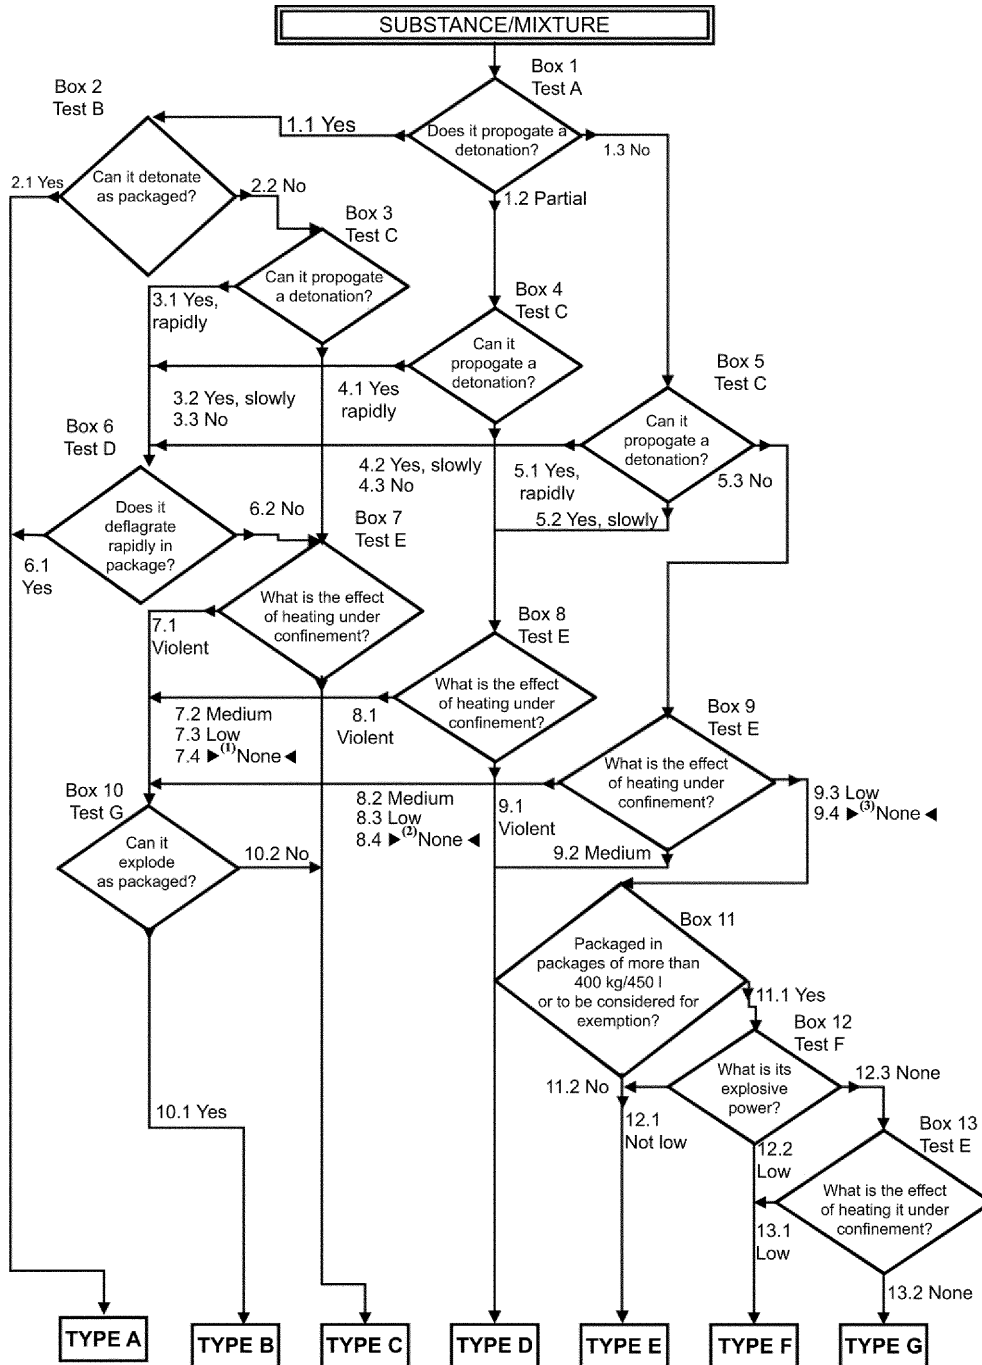 SUBSTANCE/MIXTURE
Box 1
Test A
Does it propogate a
detonation?
1.1 Yes
1.2 Partial
1.3 No
Box 2
Test B
Can it detonate
as packaged?
2.1 Yes
2.2 No
Box 3
Test C
Can it propogate
a detonation?
3.1 Yes,
rapidly
3.2 Yes, slowly
3.3 No
Box 4
Test C
Can it
propogate a
detonation?
4.1 Yes
rapidly
4.2 Yes, slowly
4.3 No
Box 5
Test C
Can it
propogate a
detonation?
5.1 Yes,
rapidly
5.2 Yes, slowly
5.3 No
Box 6
Test D
Does it
deflagrate
rapidly in
package?
6.1
Yes
6.2 No
Box 7
Test E
What is the effect
of heating under
confinement?
7.1
Violent
7.2 Medium
7.3 Low
7.4 ►(1)None ◄
Box 8
Test E
What is the effect
of heating under
confinement?
8.1
Violent
8.2 Medium
8.3 Low
8.4 ►(2)None ◄
Box 9
Test E
What is the effect
of heating under
confinement?
9.1
Violent
9.2 Medium
9.3 Low
9.4 ►(3)None ◄
Box 10
Test G
Can it
explode
as packaged?
10.1 Yes
10.2 No
Box 11
Packaged in
packages of more than
400 kg/450 l
or to be considered for
exemption?
11.1 Yes
11.2 No
Box 12
Test F
What is its
explosive
power?
12.1
Not low
12.2
Low
12.3 None
Box 13
Test E
What is the effect
of heating it under
confinement?
13.1
Low
13.2 None
TYPE A
TYPE B
TYPE C
TYPE D
TYPE E
TYPE F
TYPE G